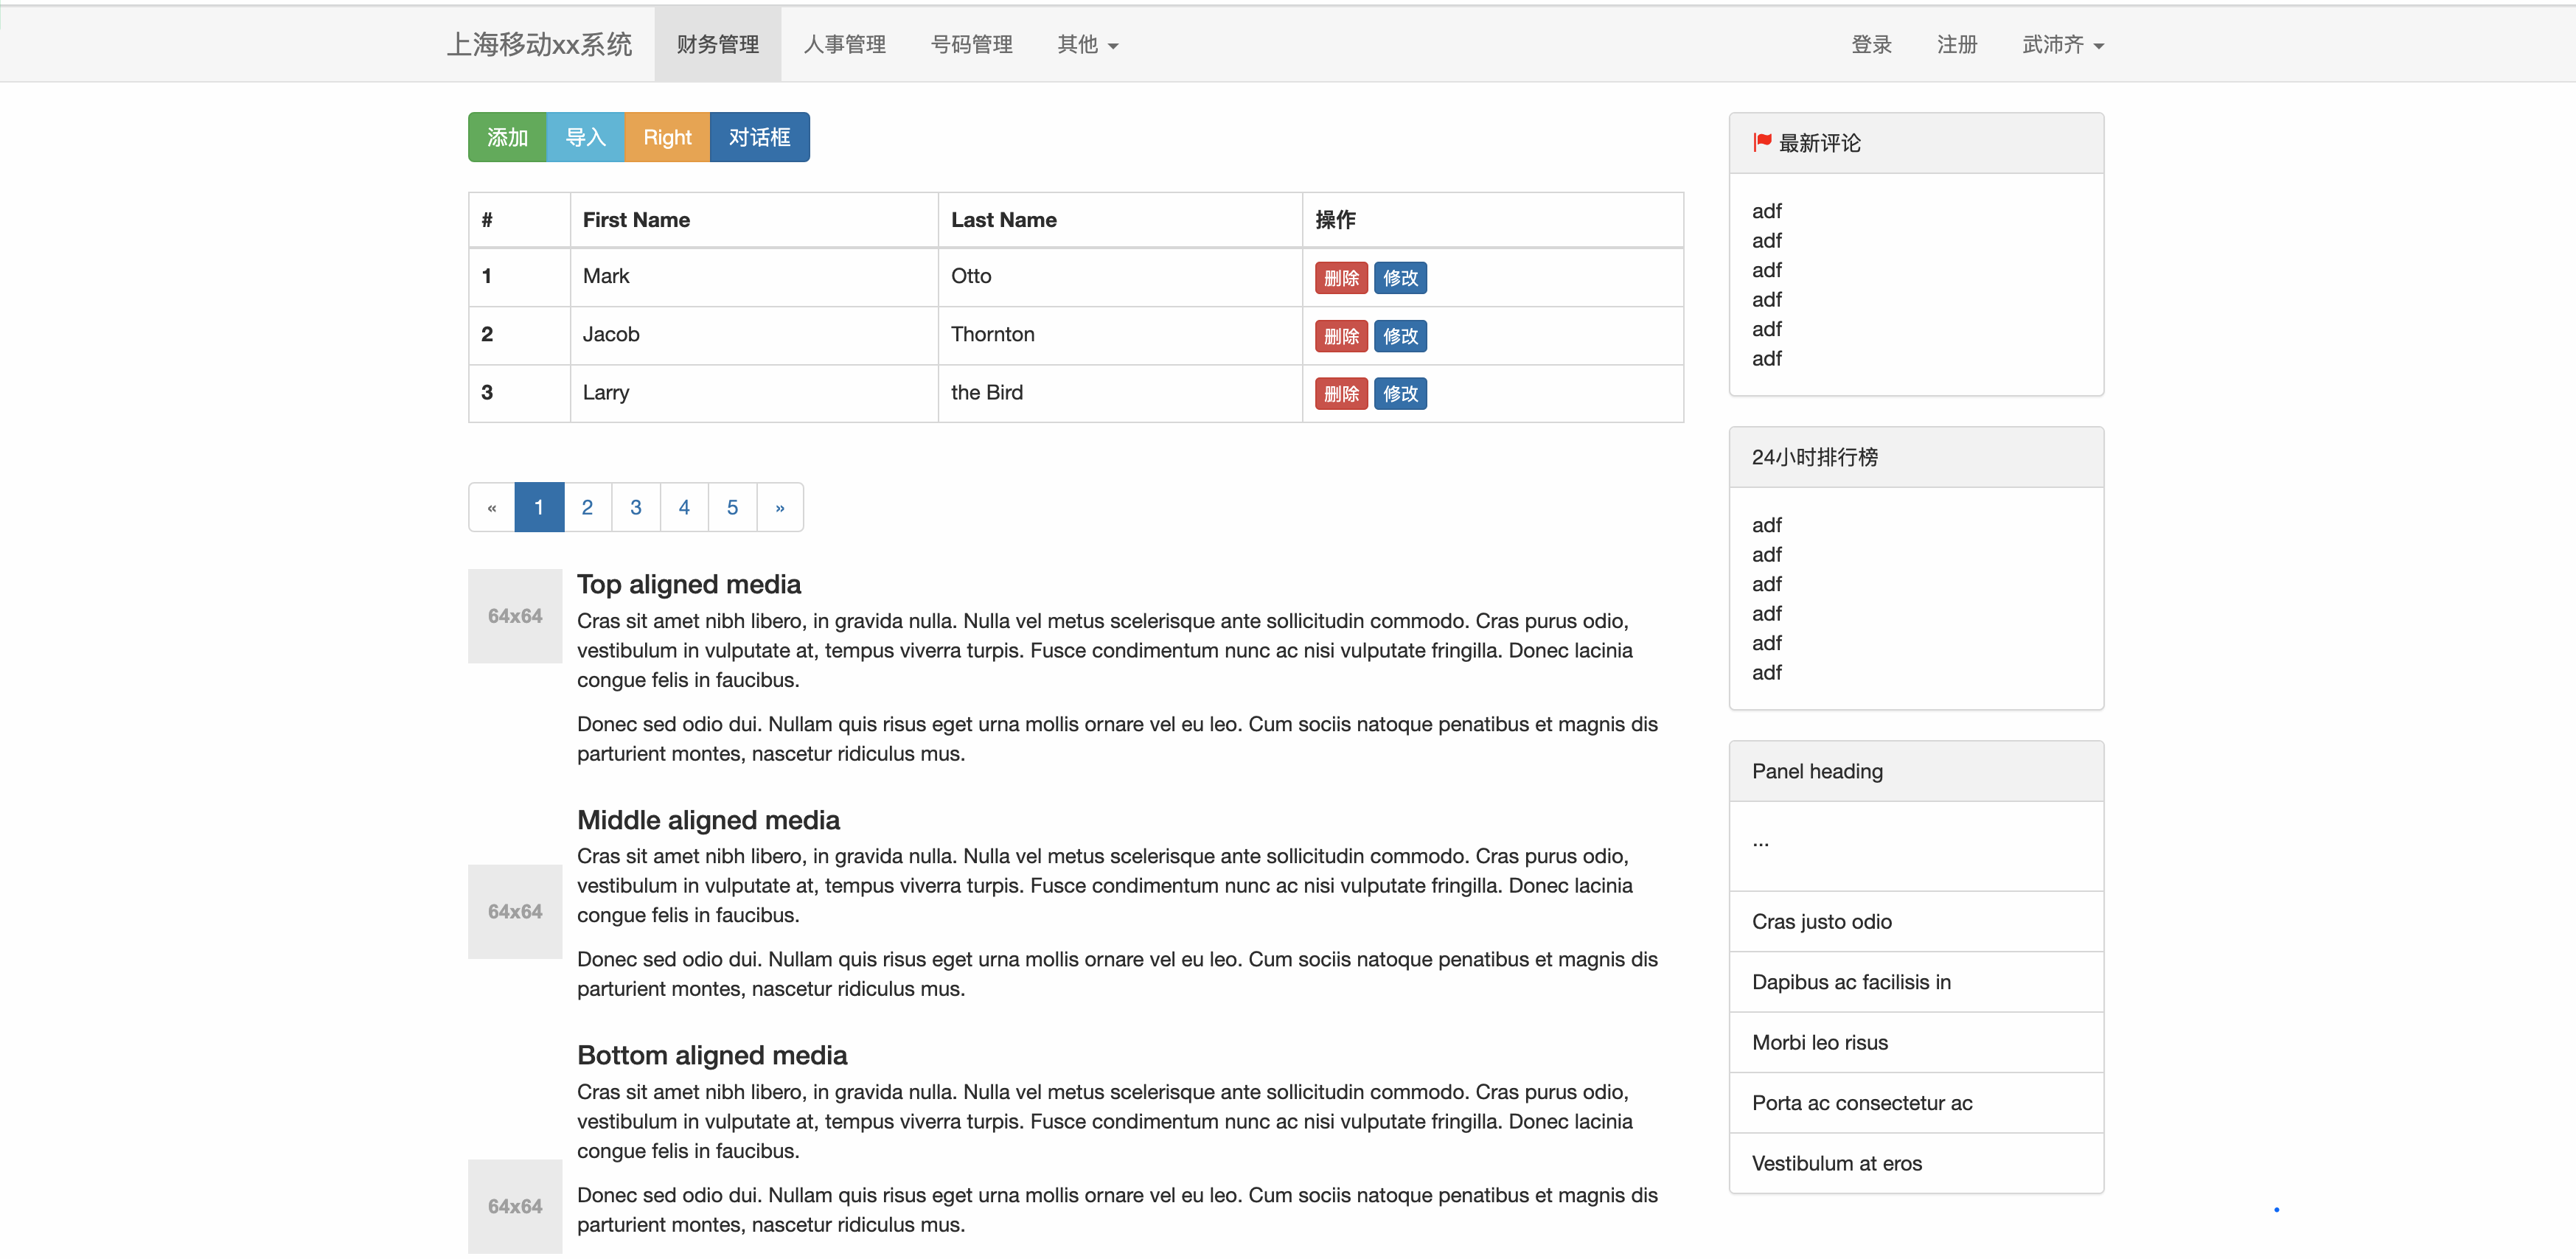 上海移动xx系统 财务管理 人事管理 号码管理 其他 登录 注册 武沛齐
添加 导入 Right 对话框
# First Name Last Name 操作
1 Mark Otto 删除 修改
2 Jacob Thornton 删除 修改
3 Larry the Bird 删除 修改
« 1 2 3 4 5 »
64x64
Top aligned media
Cras sit amet nibh libero, in gravida nulla. Nulla vel metus scelerisque ante sollicitudin commodo. Cras purus odio,
vestibulum in vulputate at, tempus viverra turpis. Fusce condimentum nunc ac nisi vulputate fringilla. Donec lacinia
congue felis in faucibus.
Donec sed odio dui. Nullam quis risus eget urna mollis ornare vel eu leo. Cum sociis natoque penatibus et magnis dis
parturient montes, nascetur ridiculus mus.
64x64
Middle aligned media
Cras sit amet nibh libero, in gravida nulla. Nulla vel metus scelerisque ante sollicitudin commodo. Cras purus odio,
vestibulum in vulputate at, tempus viverra turpis. Fusce condimentum nunc ac nisi vulputate fringilla. Donec lacinia
congue felis in faucibus.
Donec sed odio dui. Nullam quis risus eget urna mollis ornare vel eu leo. Cum sociis natoque penatibus et magnis dis
parturient montes, nascetur ridiculus mus.
64x64
Bottom aligned media
Cras sit amet nibh libero, in gravida nulla. Nulla vel metus scelerisque ante sollicitudin commodo. Cras purus odio,
vestibulum in vulputate at, tempus viverra turpis. Fusce condimentum nunc ac nisi vulputate fringilla. Donec lacinia
congue felis in faucibus.
Donec sed odio dui. Nullam quis risus eget urna mollis ornare vel eu leo. Cum sociis natoque penatibus et magnis dis
parturient montes, nascetur ridiculus mus.
最新评论
adf
adf
adf
adf
adf
adf
24小时排行榜
adf
adf
adf
adf
adf
adf
Panel heading
...
Cras justo odio
Dapibus ac facilisis in
Morbi leo risus
Porta ac consectetur ac
Vestibulum at eros